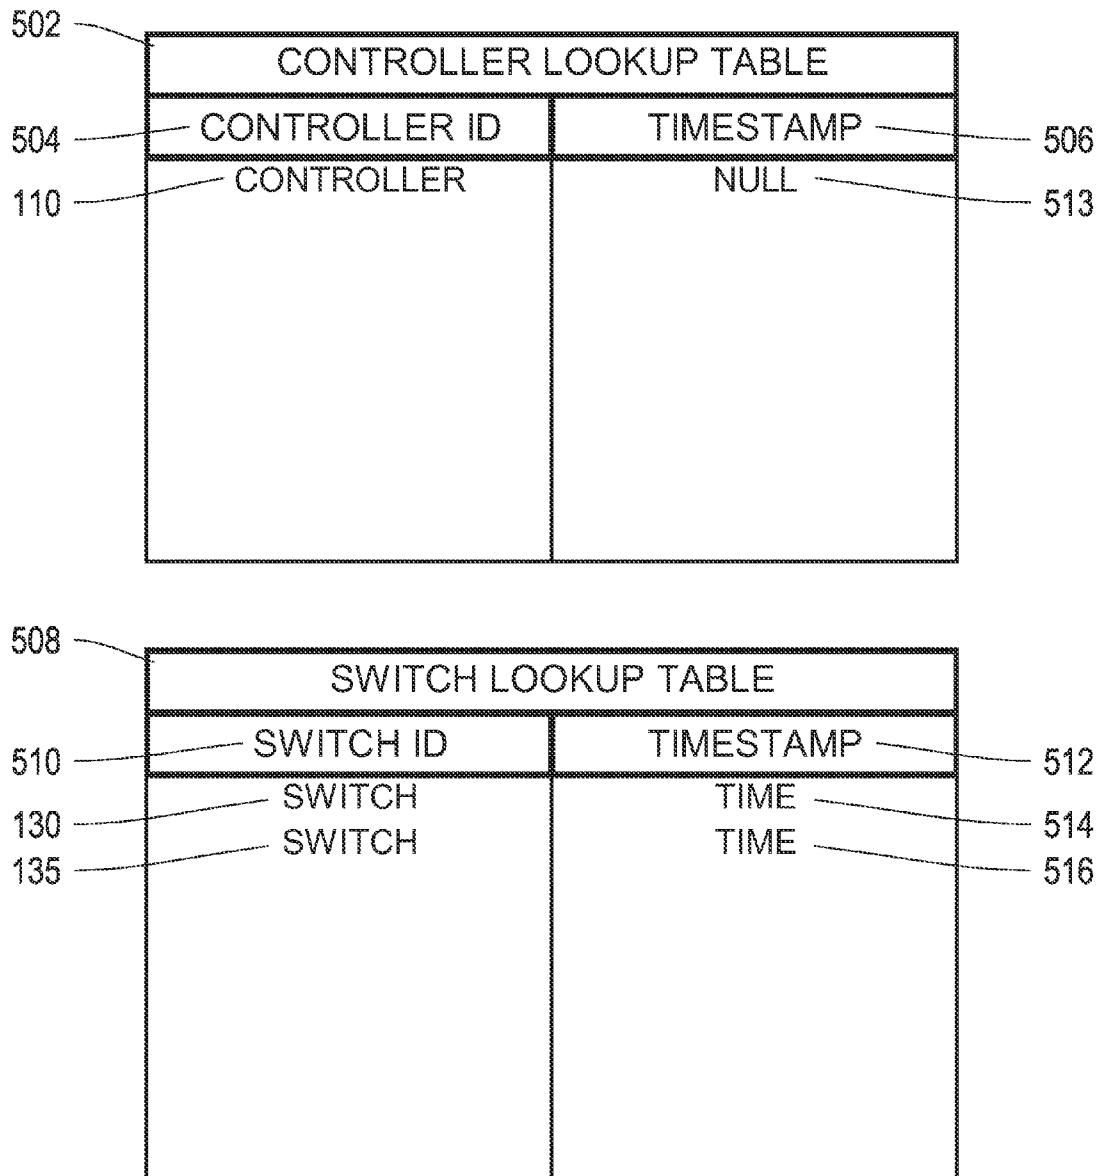 502
CONTROLLER LOOKUP TABLE
504 CONTROLLER ID TIMESTAMP 506
110 CONTROLLER NULL 513
508
SWITCH LOOKUP TABLE
510 SWITCH ID TIMESTAMP 512
130 SWITCH TIME 514
135 SWITCH TIME 516